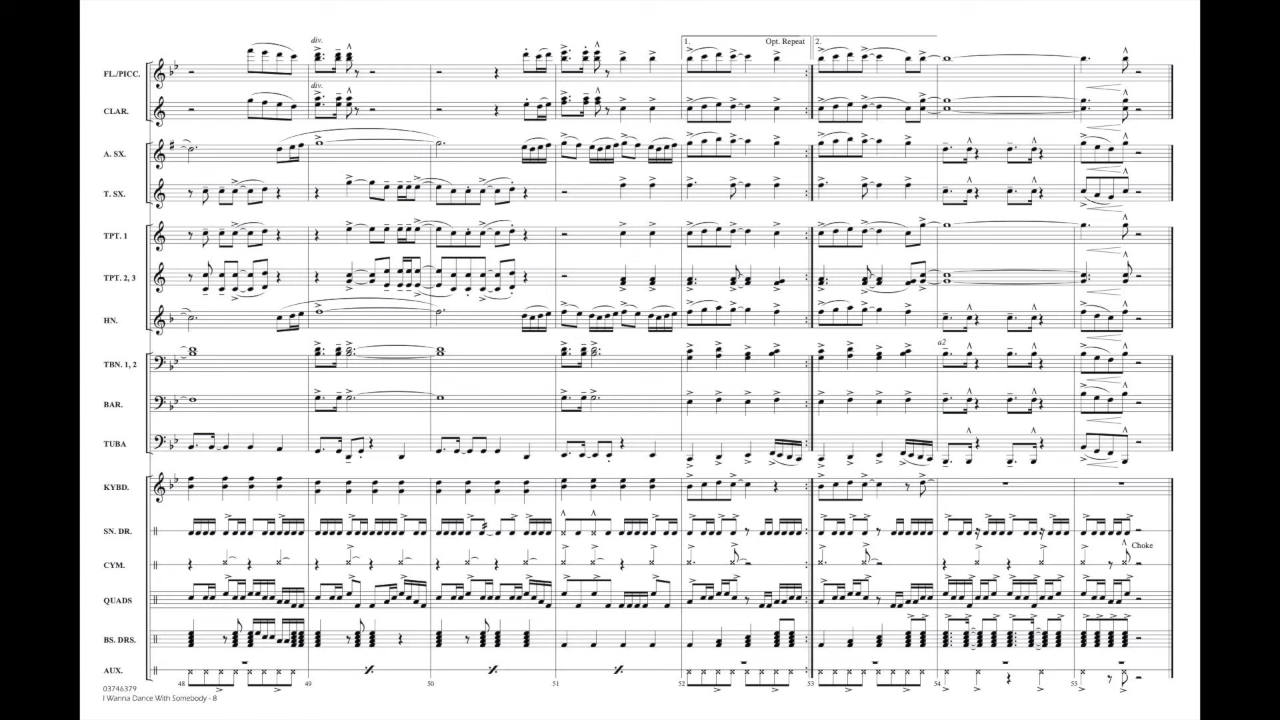 1.
Opt. Repeat
2.
div.
FL./PICC.
div.
CLAR.
A. SX.
T. SX.
TPT. 1
TPT. 2, 3
HN.
a2
TBN. 1, 2
BAR.
TUBA
KYBD.
SN. DR.
Choke
CYM.
QUADS
BS. DRS.
AUX.
48 49 50 51 52 53 54 55
03746379
I Wanna Dance With Somebody - 8